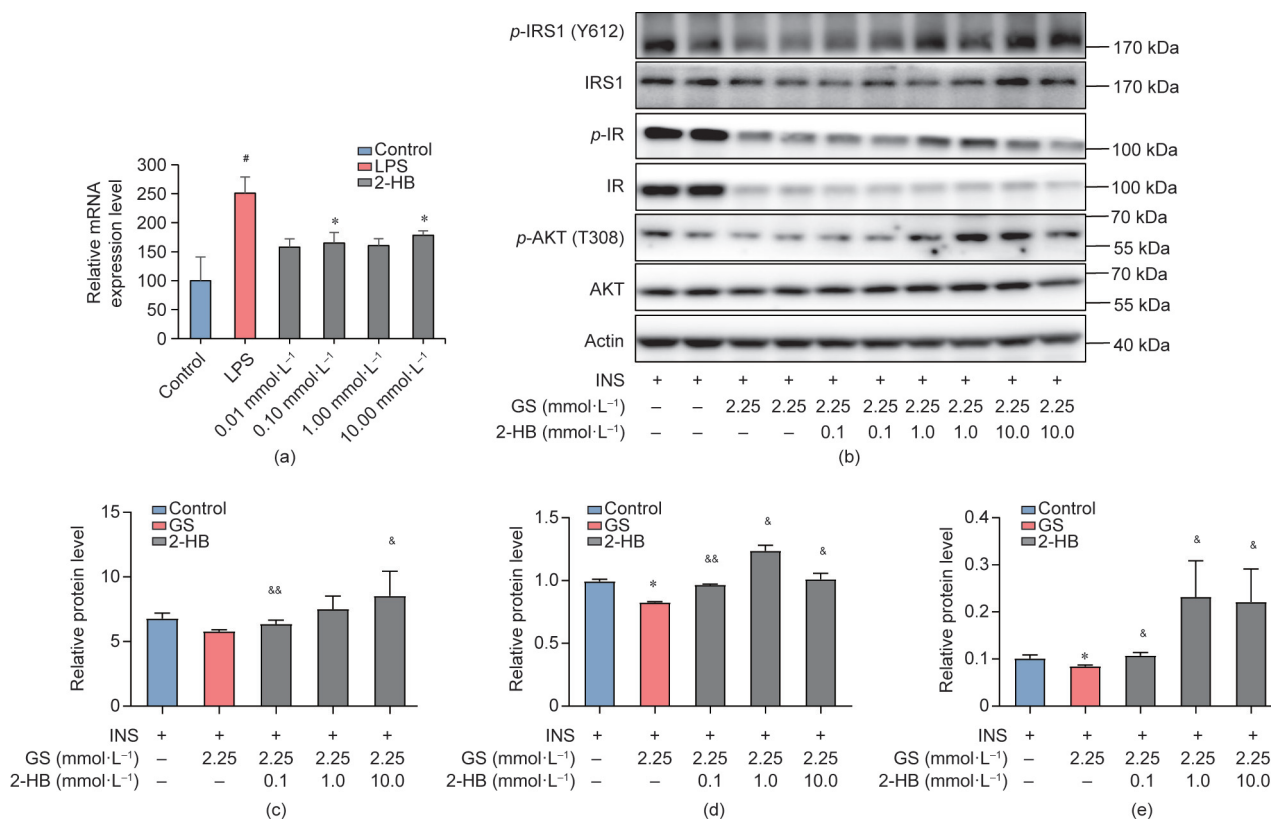 Control
LPS
2-HB
Relative mRNA
expression level
300
250
200
150
100
50
0
#
*
*
Control
LPS
0.01 mmol·L⁻¹
0.10 mmol·L⁻¹
1.00 mmol·L⁻¹
10.00 mmol·L⁻¹
(a)
p-IRS1 (Y612)
170 kDa
IRS1
170 kDa
p-IR
100 kDa
IR
100 kDa
p-AKT (T308)
70 kDa
55 kDa
AKT
70 kDa
55 kDa
Actin
40 kDa
INS + + + + + + + + + +
GS (mmol·L⁻¹) – – 2.25 2.25 2.25 2.25 2.25 2.25 2.25 2.25
2-HB (mmol·L⁻¹) – – – – 0.1 0.1 1.0 1.0 10.0 10.0
(b)
Relative protein level
15
10
5
0
Control
GS
2-HB
&&
&
INS + + + + +
GS (mmol·L⁻¹) – 2.25 2.25 2.25 2.25
2-HB (mmol·L⁻¹) – – 0.1 1.0 10.0
(c)
Relative protein level
1.5
1.0
0.5
0
Control
GS
2-HB
*
&&
&
&
INS + + + + +
GS (mmol·L⁻¹) – 2.25 2.25 2.25 2.25
2-HB (mmol·L⁻¹) – – 0.1 1.0 10.0
(d)
Relative protein level
0.4
0.3
0.2
0.1
0
Control
GS
2-HB
*
&
&
&
INS + + + + +
GS (mmol·L⁻¹) – 2.25 2.25 2.25 2.25
2-HB (mmol·L⁻¹) – – 0.1 1.0 10.0
(e)